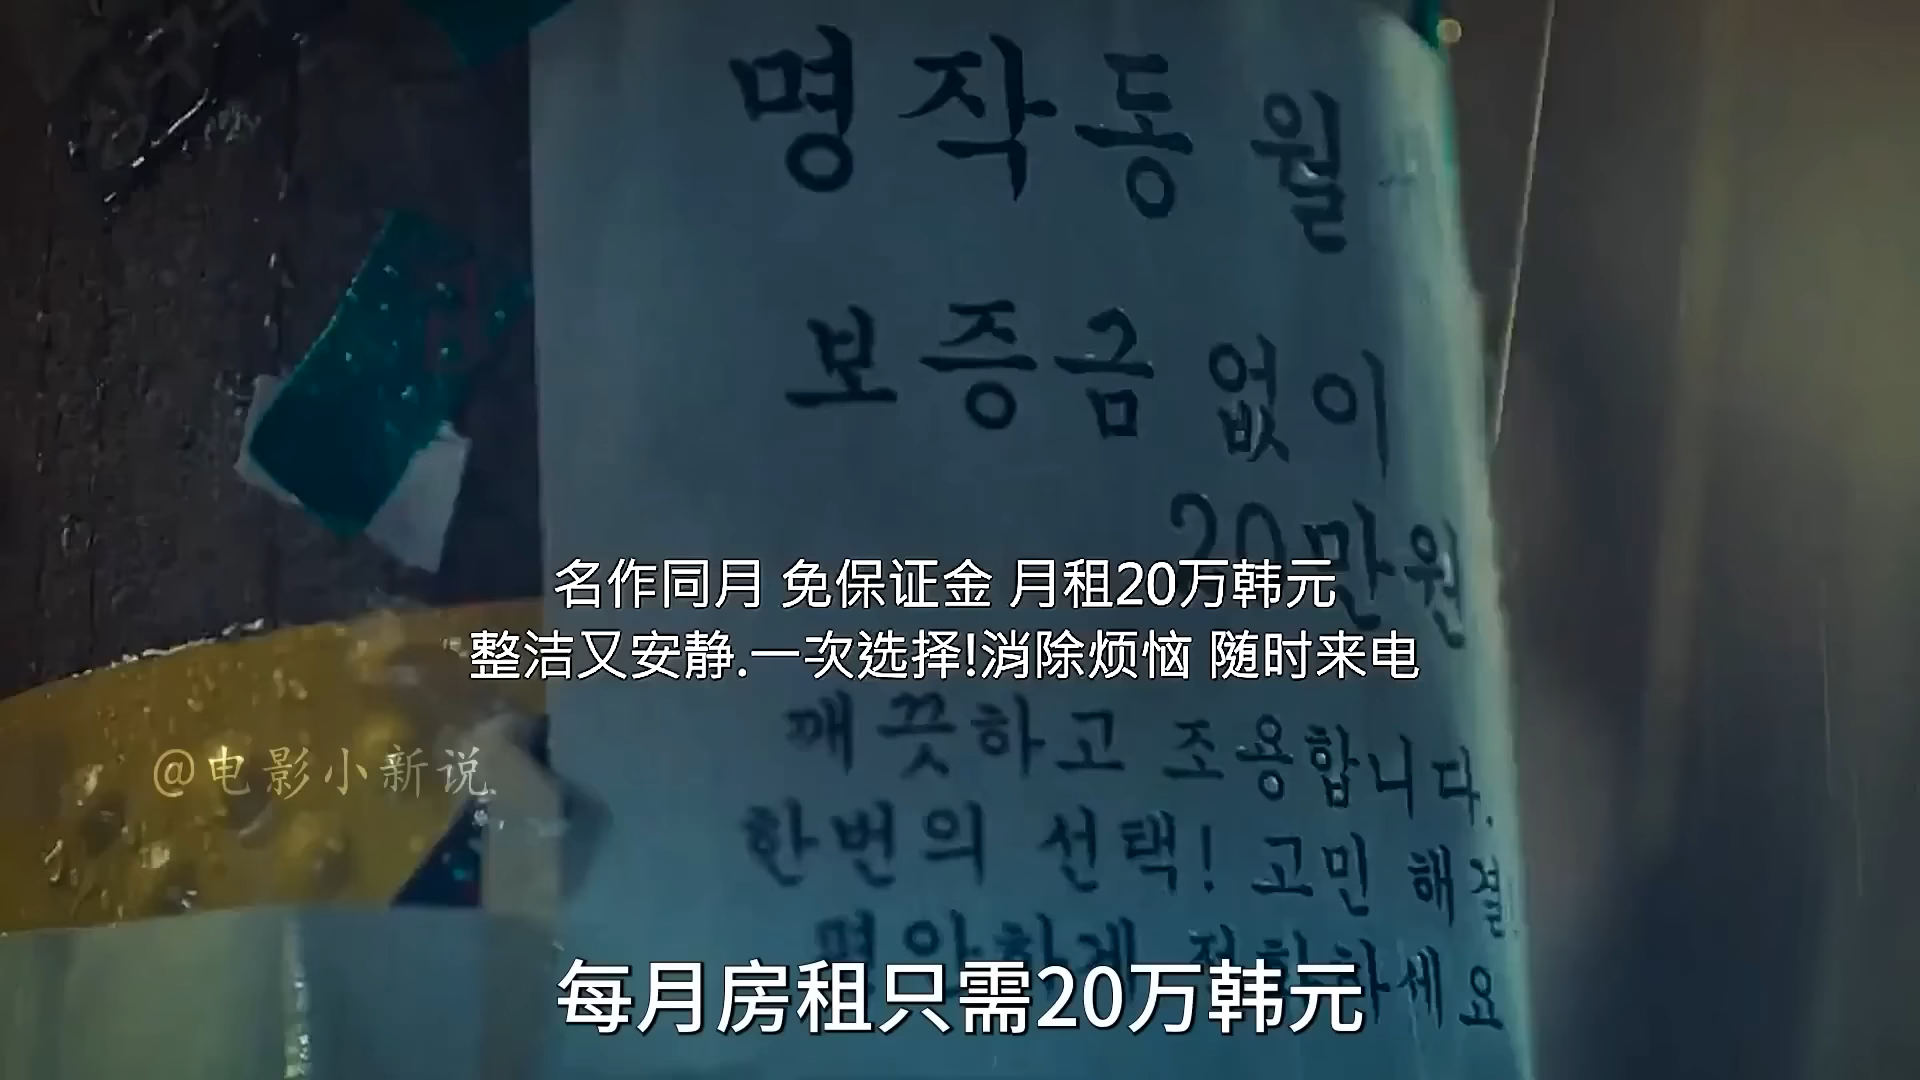 명작동 월
보증금 없이
20만원
名作同月 免保证金 月租20万韩元
整洁又安静.一次选择!消除烦恼 随时来电
깨끗하고 조용합니다.
@电影小新说
한번의 선택! 고민 해결!
하세요
每月房租只需20万韩元